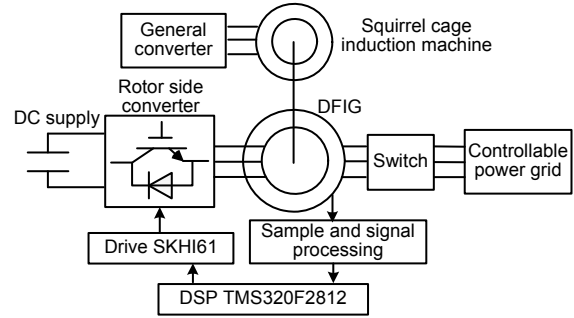 General
converter
Squirrel cage
induction machine
Rotor side
converter
DC supply
DFIG
Switch
Controllable
power grid
Drive SKHI61
Sample and signal
processing
DSP TMS320F2812